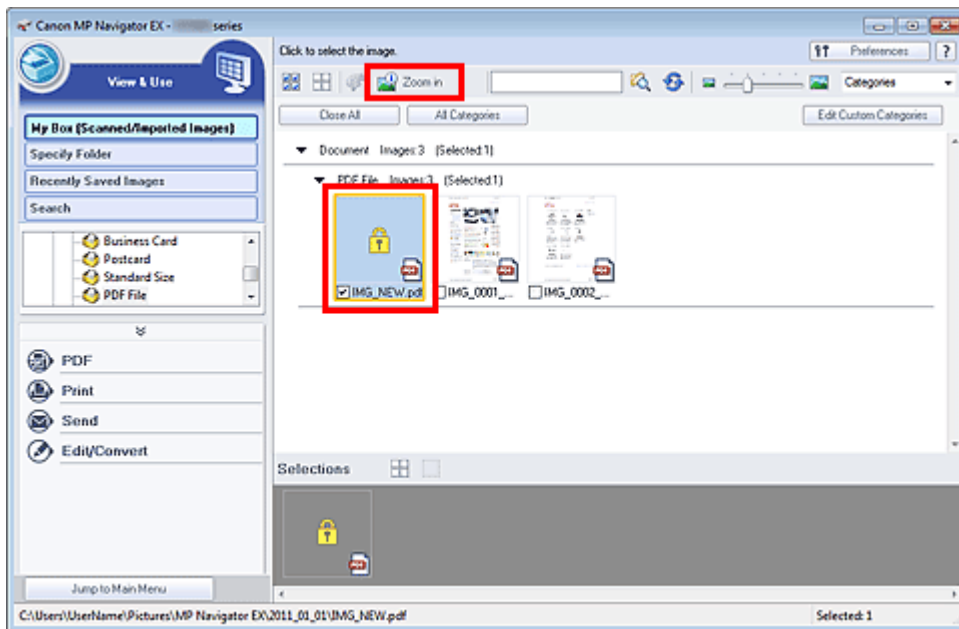 Canon MP Navigator EX - series
View & Use
My Box (Scanned/Imported Images)
Specify Folder
Recently Saved Images
Search
Business Card
Postcard
Standard Size
PDF File
PDF
Print
Send
Edit/Convert
Jump to Main Menu
Click to select the image.
Preferences
?
Zoom in
Categories
Close All
All Categories
Edit Custom Categories
Document Images:3 (Selected:1)
PDF File Images:3 (Selected:1)
IMG_NEW.pdf
IMG_0001_...
IMG_0002_...
Selections
C:\Users\UserName\Pictures\MP Navigator EX\2011_01_01\IMG_NEW.pdf
Selected: 1